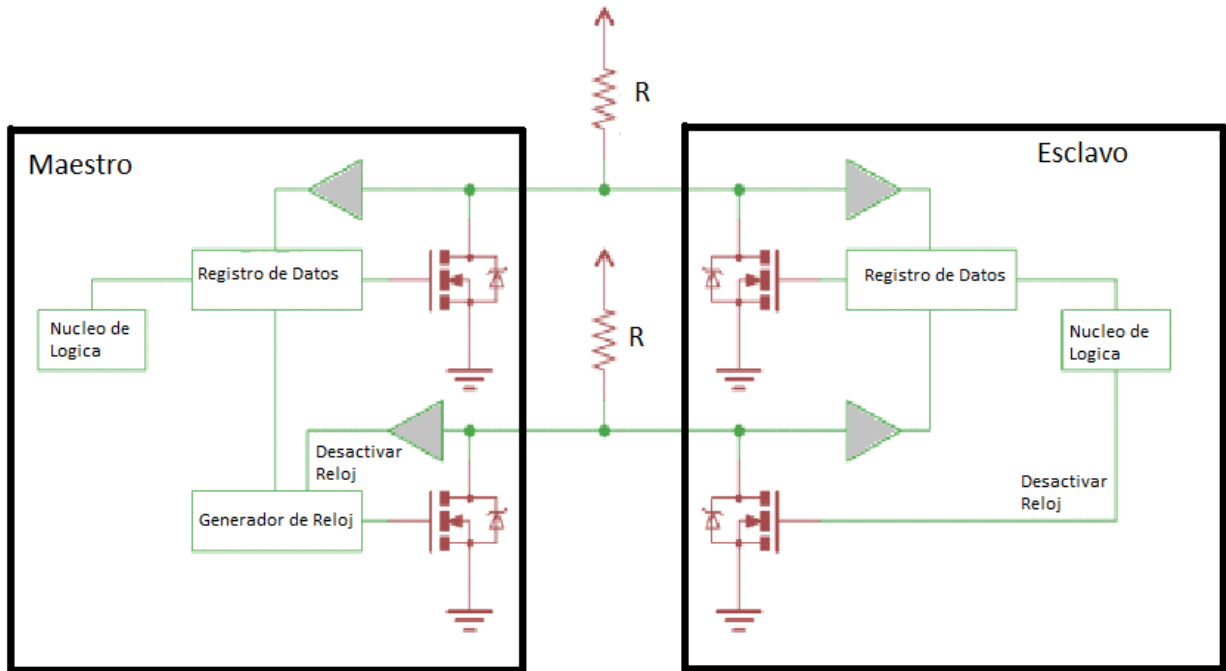 R
Maestro
Esclavo
Registro de Datos
Registro de Datos
Nucleo de
Logica
R
Nucleo de
Logica
Desactivar
Reloj
Generador de Reloj
Desactivar
Reloj